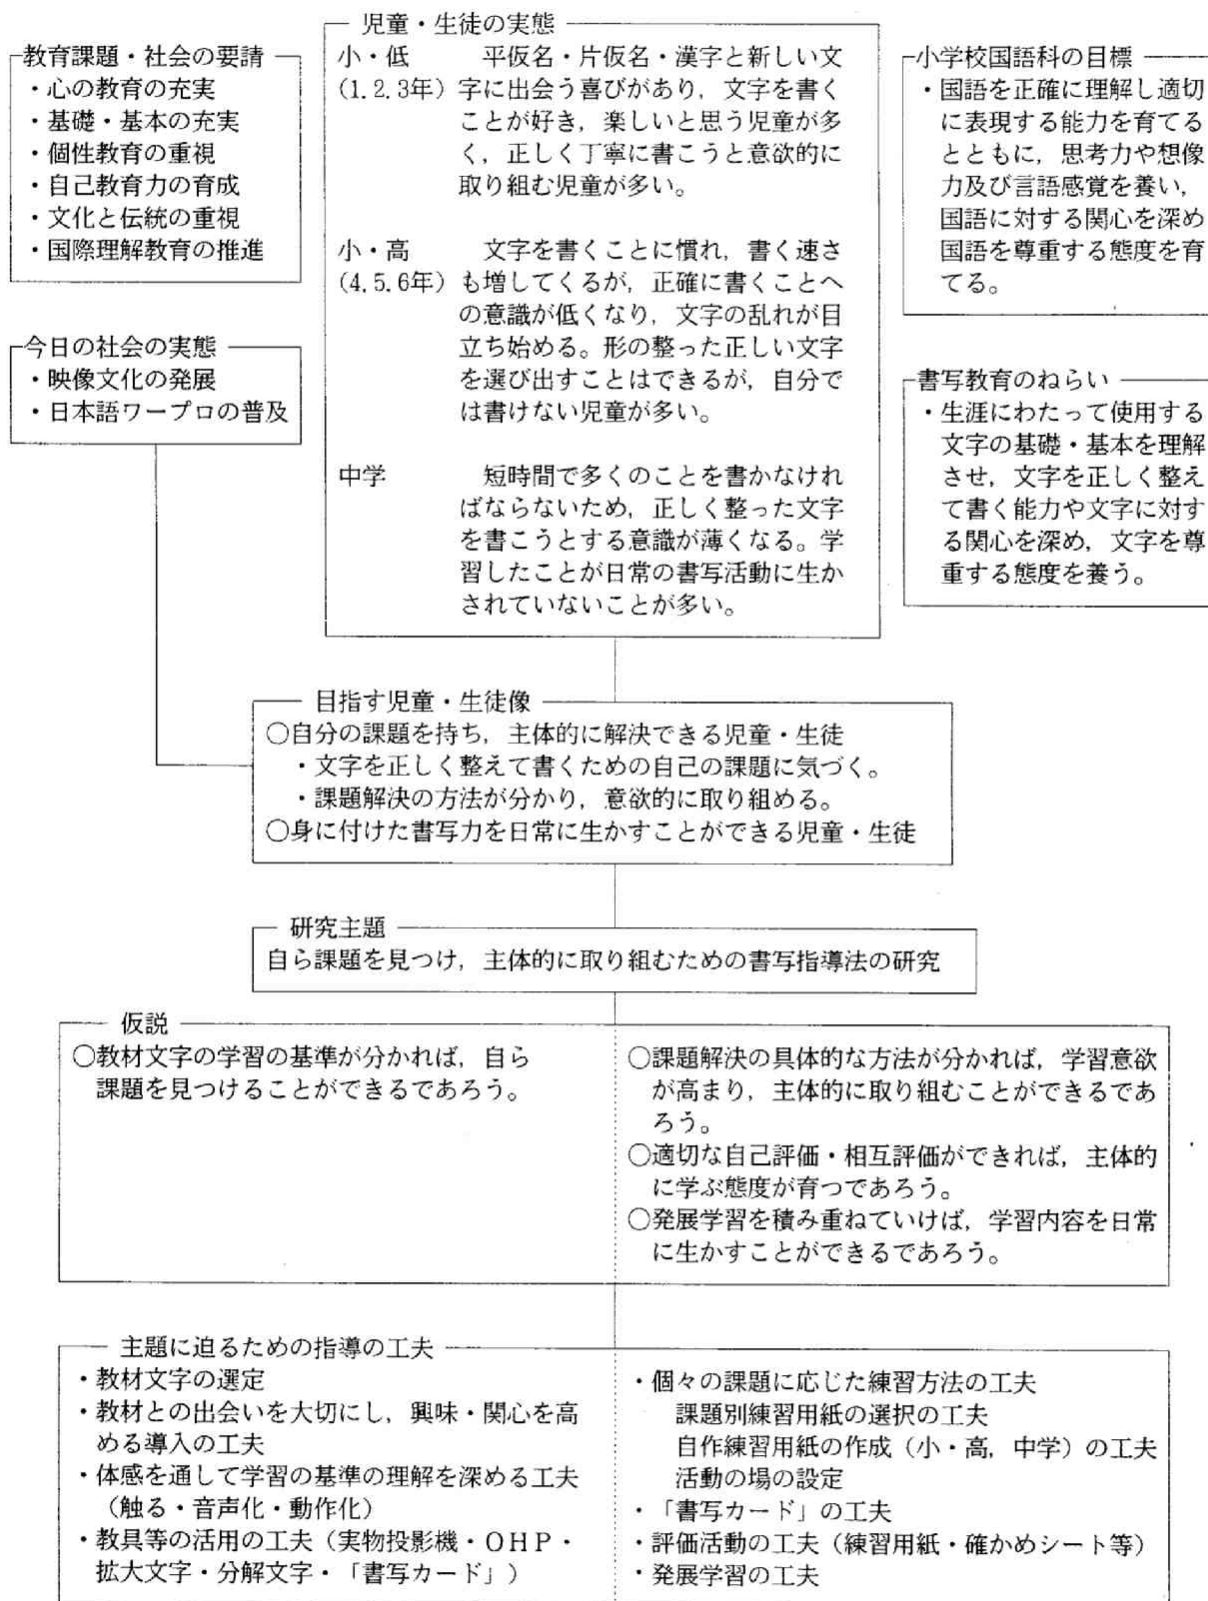 教育課題・社会の要請
・心の教育の充実
・基礎・基本の充実
・個性教育の重視
・自己教育力の育成
・文化と伝統の重視
・国際理解教育の推進
今日の社会の実態
・映像文化の発展
・日本語ワープロの普及
児童・生徒の実態
小・低 平仮名・片仮名・漢字と新しい文
(1.2.3年) 字に出会う喜びがあり，文字を書く
ことが好き，楽しいと思う児童が多
く，正しく丁寧に書こうと意欲的に
取り組む児童が多い。
小・高 文字を書くことに慣れ，書く速さ
(4.5.6年) も増してくるが，正確に書くことへ
の意識が低くなり，文字の乱れが目
立ち始める。形の整った正しい文字
を選び出すことはできるが，自分で
は書けない児童が多い。
中学 短時間で多くのことを書かなけれ
ばならないため，正しく整った文字
を書こうとする意識が薄くなる。学
習したことが日常の書写活動に生か
されていないことが多い。
小学校国語科の目標
・国語を正確に理解し適切
に表現する能力を育てる
とともに，思考力や想像
力及び言語感覚を養い，
国語に対する関心を深め
国語を尊重する態度を育
てる。
書写教育のねらい
・生涯にわたって使用する
文字の基礎・基本を理解
させ，文字を正しく整え
て書く能力や文字に対す
る関心を深め，文字を尊
重する態度を養う。
目指す児童・生徒像
○自分の課題を持ち，主体的に解決できる児童・生徒
・文字を正しく整えて書くための自己の課題に気づく。
・課題解決の方法が分かり，意欲的に取り組める。
○身に付けた書写力を日常に生かすことができる児童・生徒
研究主題
自ら課題を見つけ，主体的に取り組むための書写指導法の研究
仮説
○教材文字の学習の基準が分かれば，自ら
課題を見つけることができるであろう。
○課題解決の具体的な方法が分かれば，学習意欲
が高まり，主体的に取り組むことができるであ
ろう。
○適切な自己評価・相互評価ができれば，主体的
に学ぶ態度が育つであろう。
○発展学習を積み重ねていけば，学習内容を日常
に生かすことができるであろう。
主題に迫るための指導の工夫
・教材文字の選定
・教材との出会いを大切にし，興味・関心を高
める導入の工夫
・体感を通して学習の基準の理解を深める工夫
（触る・音声化・動作化）
・教具等の活用の工夫（実物投影機・ＯＨＰ・
拡大文字・分解文字・「書写カード」）
・個々の課題に応じた練習方法の工夫
課題別練習用紙の選択の工夫
自作練習用紙の作成（小・高，中学）の工夫
活動の場の設定
・「書写カード」の工夫
・評価活動の工夫（練習用紙・確かめシート等）
・発展学習の工夫